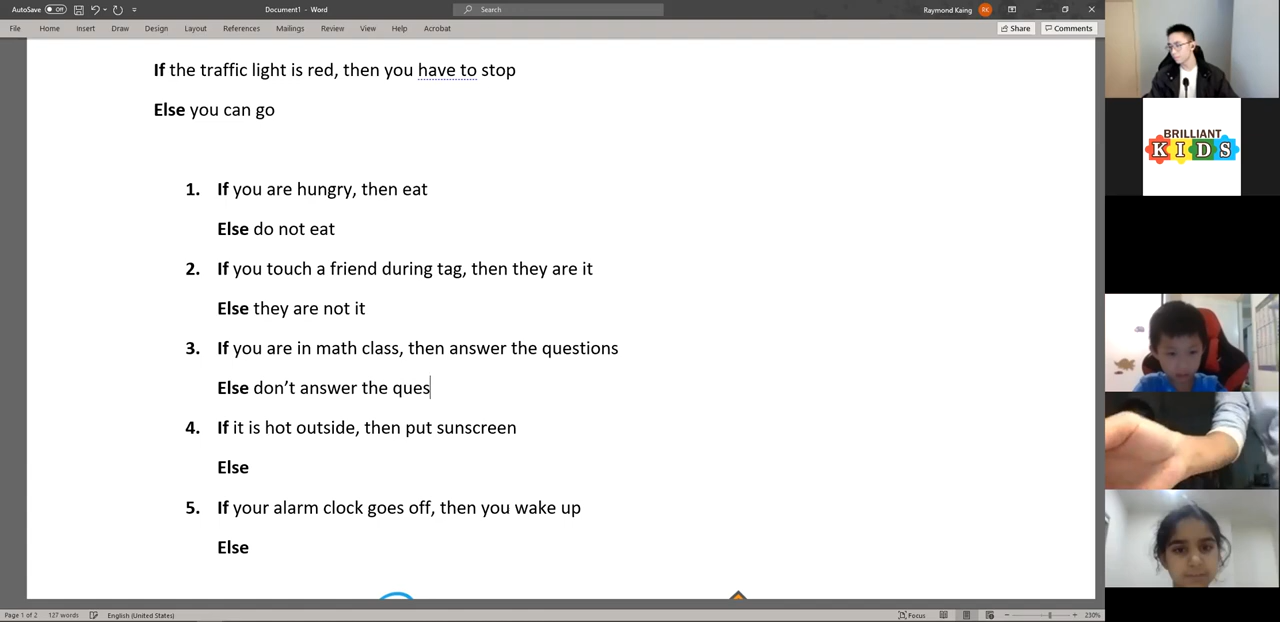 AutoSave Off Document1 - Word Search Raymond Kaing RK
File Home Insert Draw Design Layout References Mailings Review View Help Acrobat Share Comments
If the traffic light is red, then you have to stop
Else you can go
1. If you are hungry, then eat
Else do not eat
2. If you touch a friend during tag, then they are it
Else they are not it
3. If you are in math class, then answer the questions
Else don’t answer the ques
4. If it is hot outside, then put sunscreen
Else
5. If your alarm clock goes off, then you wake up
Else
BRILLIANT
KIDS
Page 1 of 2 127 words English (United States) Focus 230%